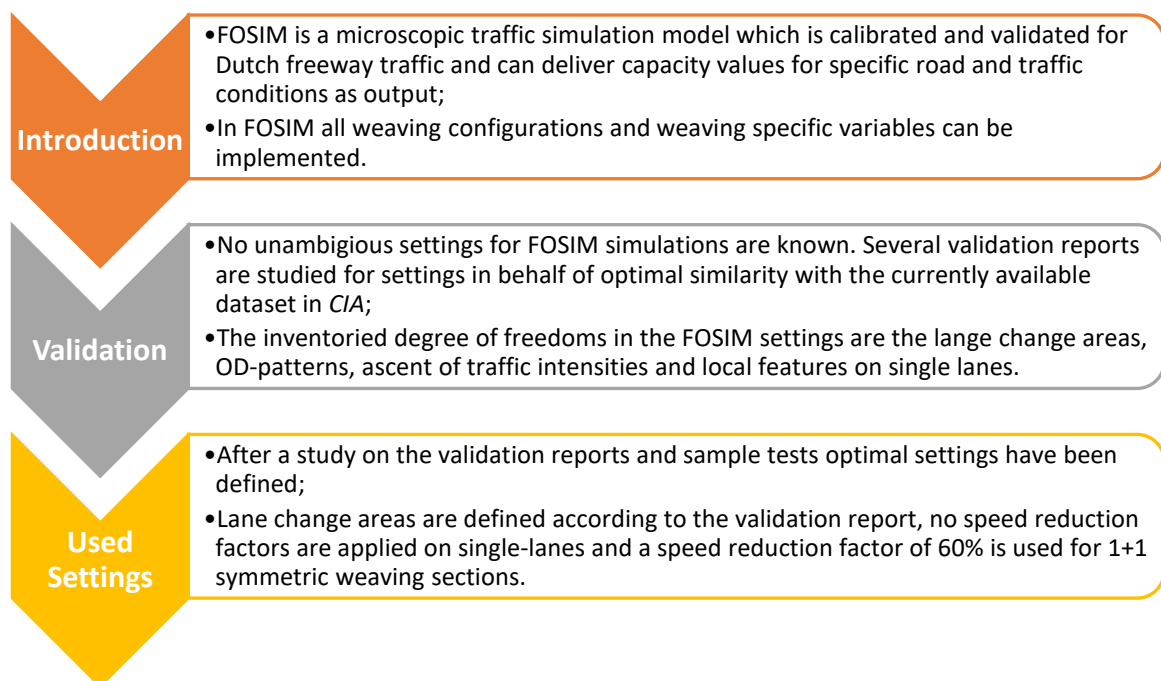 Introduction
•FOSIM is a microscopic traffic simulation model which is calibrated and validated for
Dutch freeway traffic and can deliver capacity values for specific road and traffic
conditions as output;
•In FOSIM all weaving configurations and weaving specific variables can be
implemented.
Validation
•No unambigious settings for FOSIM simulations are known. Several validation reports
are studied for settings in behalf of optimal similarity with the currently available
dataset in CIA;
•The inventoried degree of freedoms in the FOSIM settings are the lange change areas,
OD-patterns, ascent of traffic intensities and local features on single lanes.
Used
Settings
•After a study on the validation reports and sample tests optimal settings have been
defined;
•Lane change areas are defined according to the validation report, no speed reduction
factors are applied on single-lanes and a speed reduction factor of 60% is used for 1+1
symmetric weaving sections.